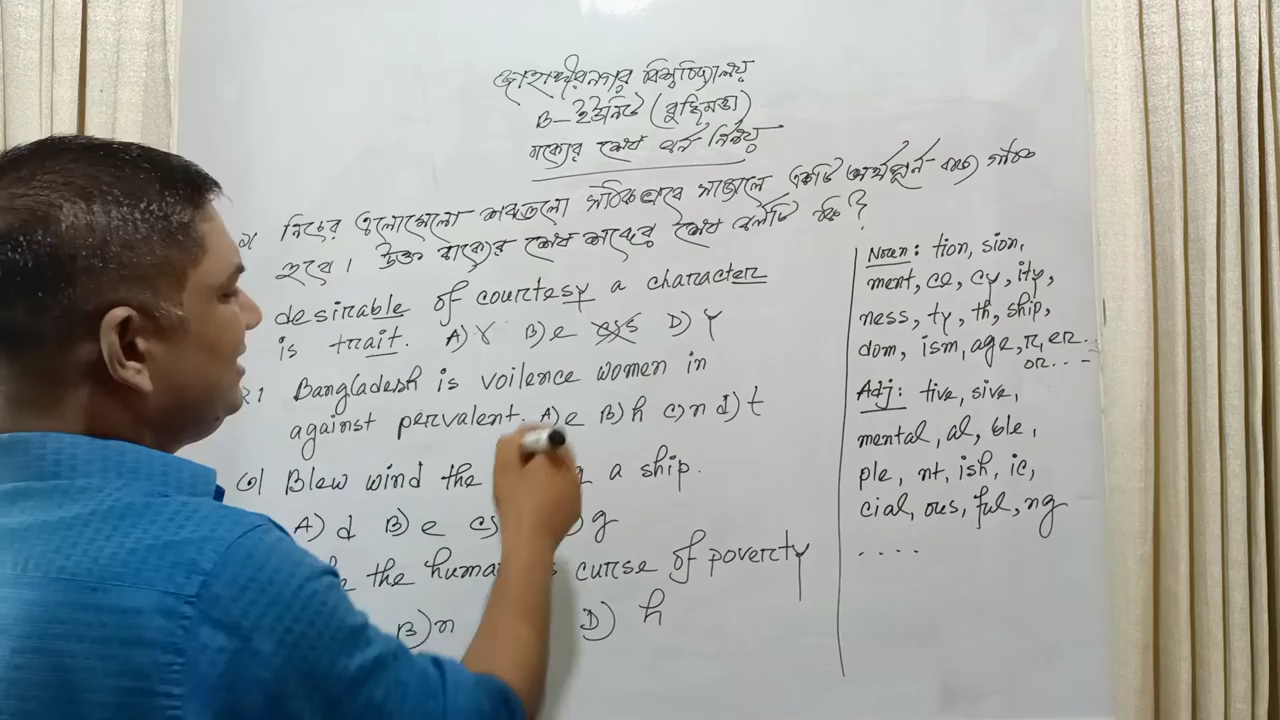 জাহাঙ্গীরনগর বিশ্ববিদ্যালয়
B-ইউনিট (বুদ্ধিমত্তা)
বাক্যের শেষ বর্ন নির্ণয়
১। নিচের এলোমেলো শব্দগুলো সঠিকভাবে সাজালে একটি অর্থপূর্ন বাক্য গঠিত
হবে। উক্ত বাক্যের শেষ শব্দের শেষ বর্নটি কি?
desirable of courtesy a character
is trait. A) r B) e s D) Y
Bangladesh is voilence women in
against pervalent. A) e B) h C) n d) t
৩। Blew wind the a ship.
A) d B) e C) g
the human curse of poverty
B) n D) h
Noun: tion, sion,
ment, ce, cy, ity,
ness, ty, th, ship,
dom, ism, age, r, er..
or... -
Adj: tive, sive,
mental, al, ble,
ple, nt, ish, ic,
cial, ous, ful, ng
....